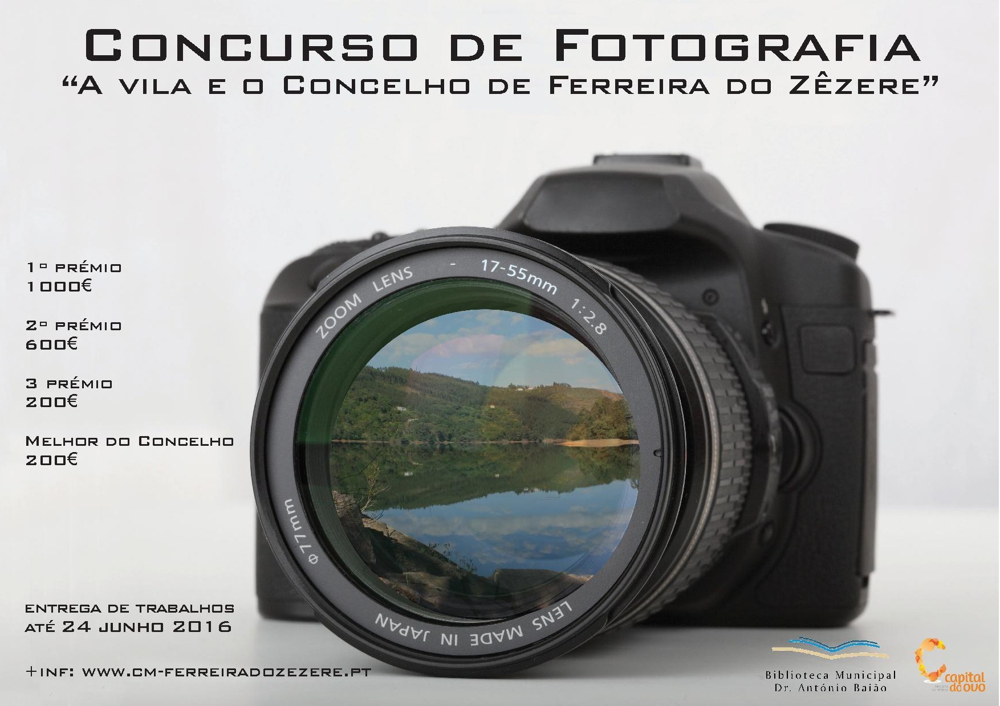 Concurso de Fotografia
“A vila e o Concelho de Ferreira do Zêzere”
1º prémio
1000€
2º prémio
600€
3 prémio
200€
Melhor do Concelho
200€
entrega de trabalhos
até 24 junho 2016
+inf: www.cm-ferreiradozezere.pt
ZOOM LENS - 17-55mm 1:2.8
ϕ77mm
LENS MADE IN JAPAN
Biblioteca Municipal
Dr. António Baião
capital
do ovo